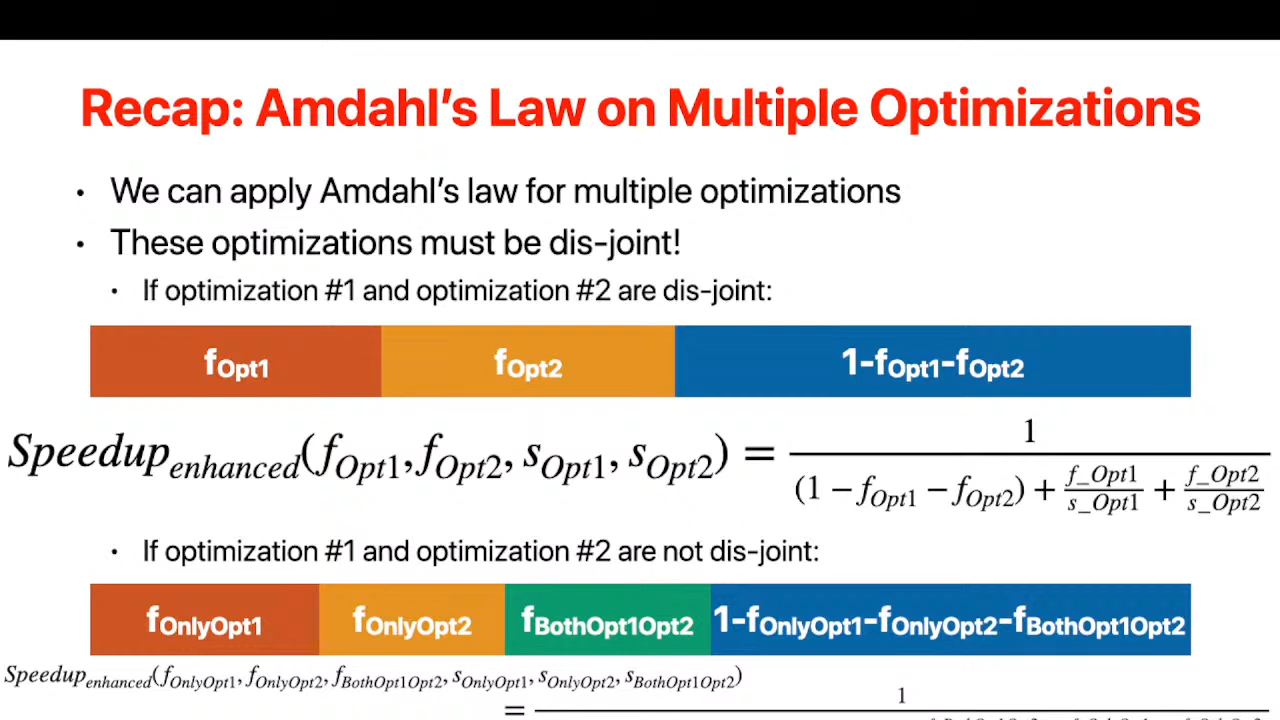 Recap: Amdahl's Law on Multiple Optimizations
• We can apply Amdahl's law for multiple optimizations
• These optimizations must be dis-joint!
• If optimization #1 and optimization #2 are dis-joint:
fOpt1 fOpt2 1-fOpt1-fOpt2
Speedup_enhanced(f_Opt1, f_Opt2, s_Opt1, s_Opt2) = 1 / ((1 − f_Opt1 − f_Opt2) + f_Opt1/s_Opt1 + f_Opt2/s_Opt2)
• If optimization #1 and optimization #2 are not dis-joint:
fOnlyOpt1 fOnlyOpt2 fBothOpt1Opt2 1-fOnlyOpt1-fOnlyOpt2-fBothOpt1Opt2
Speedup_enhanced(f_OnlyOpt1, f_OnlyOpt2, f_BothOpt1Opt2, s_OnlyOpt1, s_OnlyOpt2, s_BothOpt1Opt2)
= 1